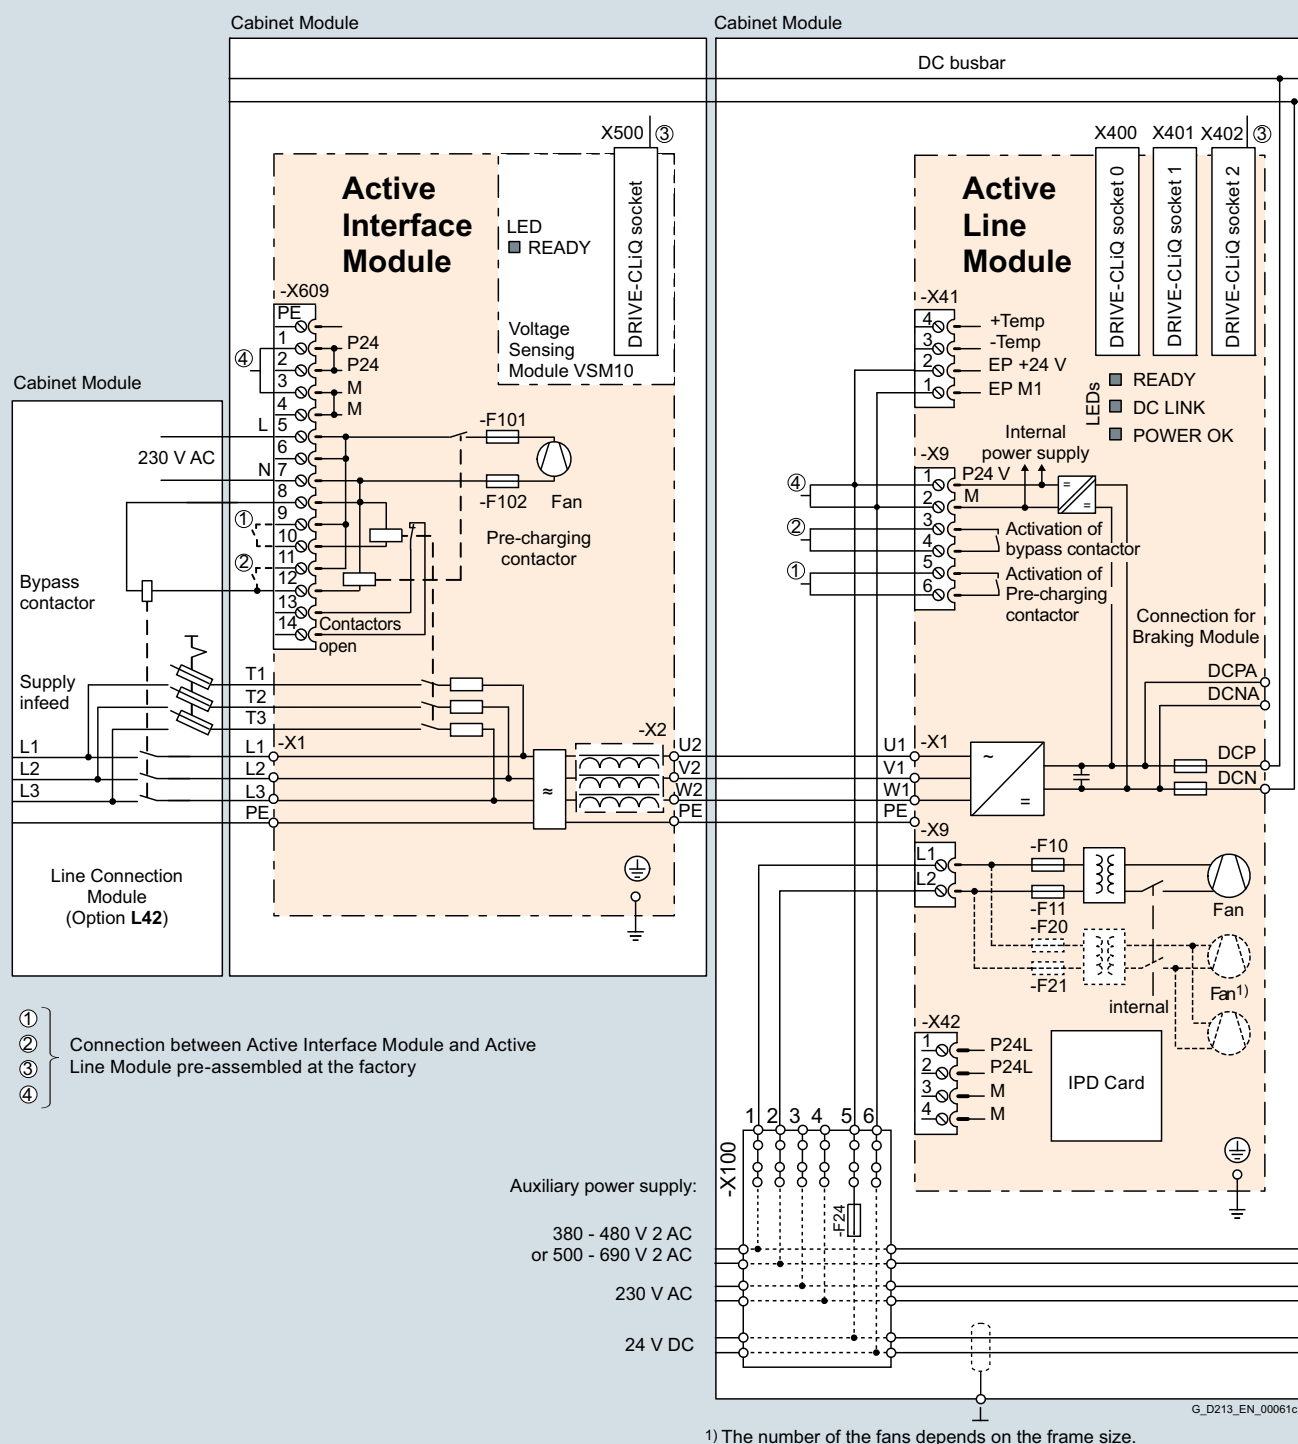 Cabinet Module
Cabinet Module
DC busbar
X500
③
X400
X401
X402
③
Active
Interface
Module
LED
READY
DRIVE-CLiQ socket
Voltage
Sensing
Module VSM10
Active
Line
Module
DRIVE-CLiQ socket 0
DRIVE-CLiQ socket 1
DRIVE-CLiQ socket 2
-X609
PE
1
P24
2
P24
④
3
M
4
M
L
5
6
230 V AC
N
7
8
9
①
10
11
②
12
13
14
Contactors
open
-F101
-F102
Fan
Pre-charging
contactor
-X41
4
+Temp
3
-Temp
2
EP +24 V
1
EP M1
LEDs
READY
DC LINK
POWER OK
Internal
power supply
-X9
④
1
P24 V
2
M
②
3
4
Activation of
bypass contactor
①
5
6
Activation of
Pre-charging
contactor
Connection for
Braking Module
DCPA
DCNA
DCP
DCN
Cabinet Module
Bypass
contactor
Supply
infeed
T1
T2
T3
L1
L2
L3
-X1
L1
L2
L3
PE
≈
-X2
U2
V2
W2
PE
U1
V1
W1
PE
-X1
~
=
=
=
-X9
L1
L2
-F10
-F11
-F20
-F21
Fan
Fan1)
internal
Line Connection
Module
(Option L42)
①
②
③
④
Connection between Active Interface Module and Active
Line Module pre-assembled at the factory
-X42
1
P24L
2
P24L
3
M
4
M
IPD Card
1 2 3 4 5 6
-X100
-F24
Auxiliary power supply:
380 - 480 V 2 AC
or 500 - 690 V 2 AC
230 V AC
24 V DC
G_D213_EN_00061c
1) The number of the fans depends on the frame size.